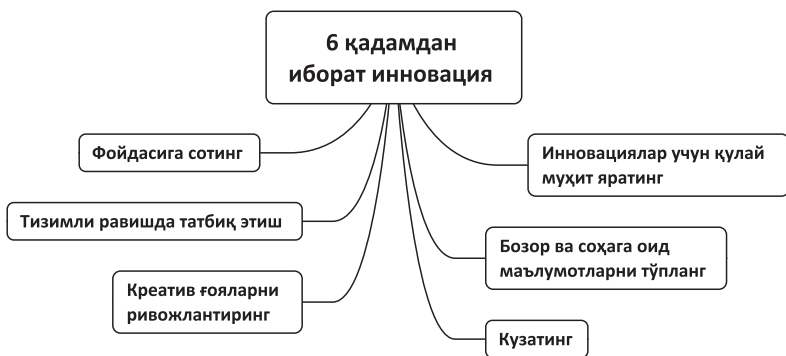 6 қадамдан
иборат инновация
Фойдасига сотинг
Инновациялар учун қулай
муҳит яратинг
Тизимли равишда татбиқ этиш
Бозор ва соҳага оид
маълумотларни тўпланг
Креатив ғояларни
ривожлантиринг
Кузатинг